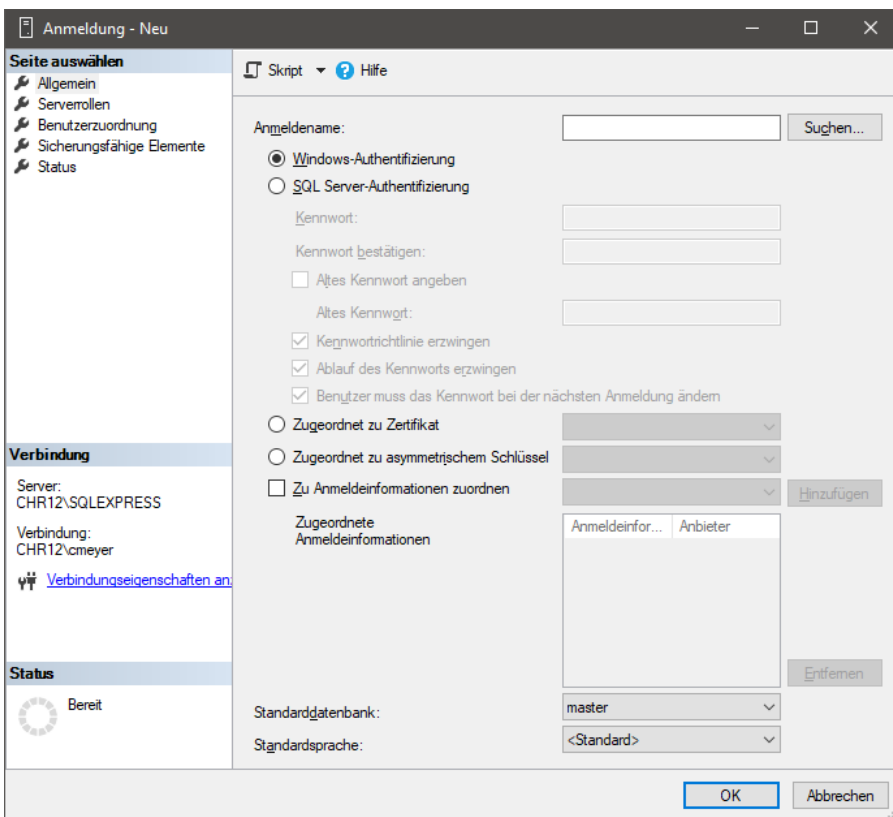 Anmeldung - Neu
Seite auswählen
Allgemein
Serverrollen
Benutzerzuordnung
Sicherungsfähige Elemente
Status
Skript
Hilfe
Anmeldename:
Suchen...
Windows-Authentifizierung
SQL Server-Authentifizierung
Kennwort:
Kennwort bestätigen:
Altes Kennwort angeben
Altes Kennwort:
Kennwortrichtlinie erzwingen
Ablauf des Kennworts erzwingen
Benutzer muss das Kennwort bei der nächsten Anmeldung ändern
Zugeordnet zu Zertifikat
Zugeordnet zu asymmetrischem Schlüssel
Zu Anmeldeinformationen zuordnen
Hinzufügen
Zugeordnete
Anmeldeinformationen
Anmeldeinfor... Anbieter
Entfernen
Standarddatenbank: master
Standardsprache: <Standard>
Verbindung
Server:
CHR12\SQLEXPRESS
Verbindung:
CHR12\cmeyer
Verbindungseigenschaften an
Status
Bereit
OK
Abbrechen